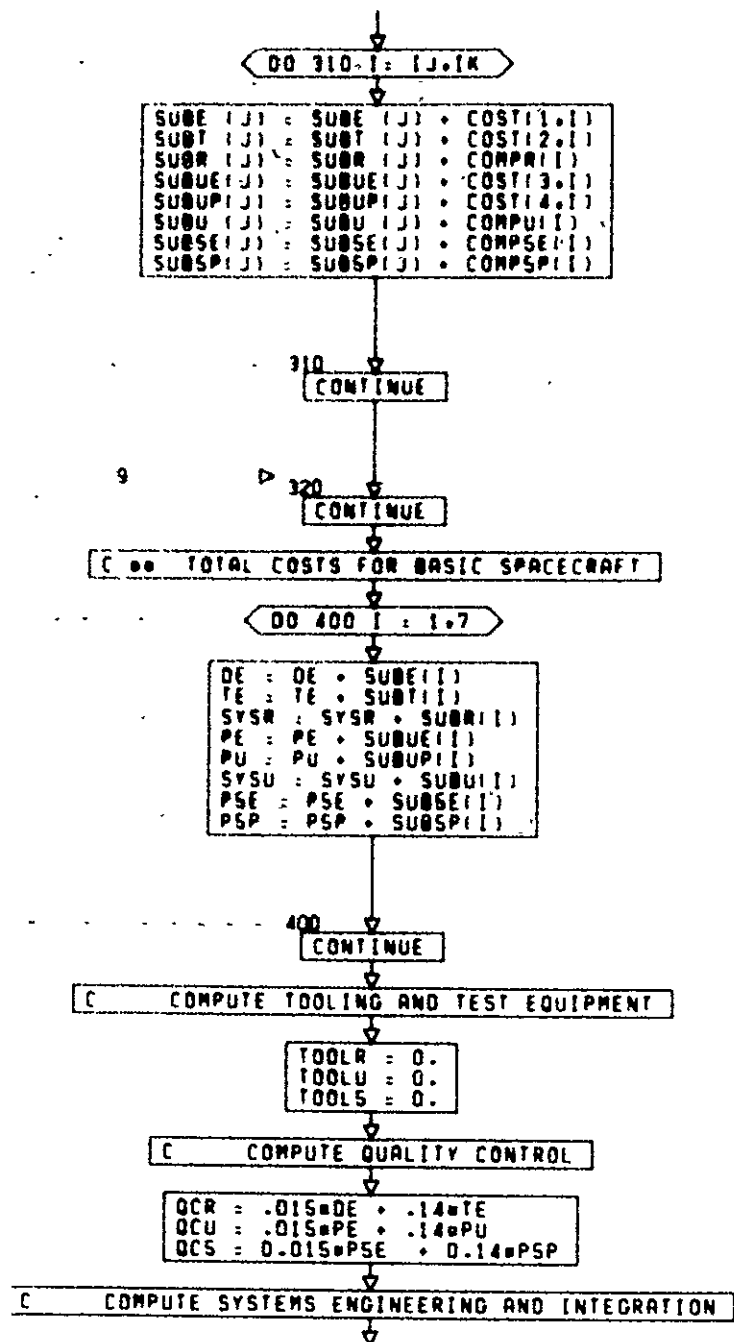 DO 310 I = IJ,IK
SUBE (J) = SUBE (J) + COST(1,I)
SUBT (J) = SUBT (J) + COST(2,I)
SUBR (J) = SUBR (J) + COMPR(I)
SUBUE(J) = SUBUE(J) + COST(3,I)
SUBUP(J) = SUBUP(J) + COST(4,I)
SUBU (J) = SUBU (J) + COMPU(I)
SUBSE(J) = SUBSE(J) + COMPSE(I)
SUBSP(J) = SUBSP(J) + COMPSP(I)
310
CONTINUE
9
320
CONTINUE
C ** TOTAL COSTS FOR BASIC SPACECRAFT
DO 400 I = 1,7
DE = DE + SUBE(I)
TE = TE + SUBT(I)
SYSR = SYSR + SUBR(I)
PE = PE + SUBUE(I)
PU = PU + SUBUP(I)
SYSU = SYSU + SUBU(I)
PSE = PSE + SUBSE(I)
PSP = PSP + SUBSP(I)
400
CONTINUE
C COMPUTE TOOLING AND TEST EQUIPMENT
TOOLR = 0.
TOOLU = 0.
TOOLS = 0.
C COMPUTE QUALITY CONTROL
QCR = .015*DE + .14*TE
QCU = .015*PE + .14*PU
QCS = 0.015*PSE + 0.14*PSP
C COMPUTE SYSTEMS ENGINEERING AND INTEGRATION